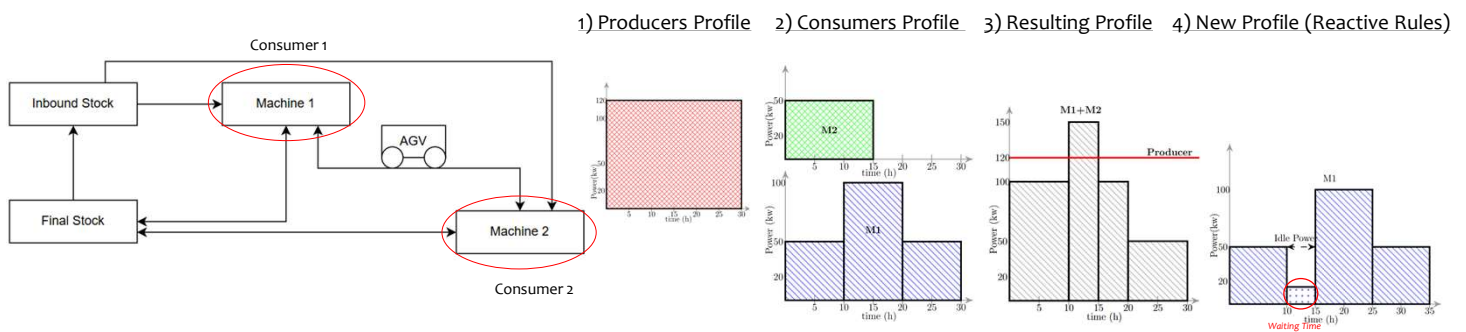 1) Producers Profile
2) Consumers Profile
3) Resulting Profile
4) New Profile (Reactive Rules)
Consumer 1
Inbound Stock
Machine 1
AGV
Final Stock
Machine 2
Consumer 2
Power(kw)
120
100
50
20
5 10 15 20 25 30
time (h)
Power(kw)
50
20
M2
5 10 15 20 25 30
time (h)
Power (kw)
100
50
20
M1
5 10 15 20 25 30
time (h)
M1+M2
Power (kw)
150
120
100
50
20
Producer
5 10 15 20 25 30
time (h)
M1
Power (kw)
100
50
20
Idle Power
10 15 20 25 30 35
time (h)
Waiting Time